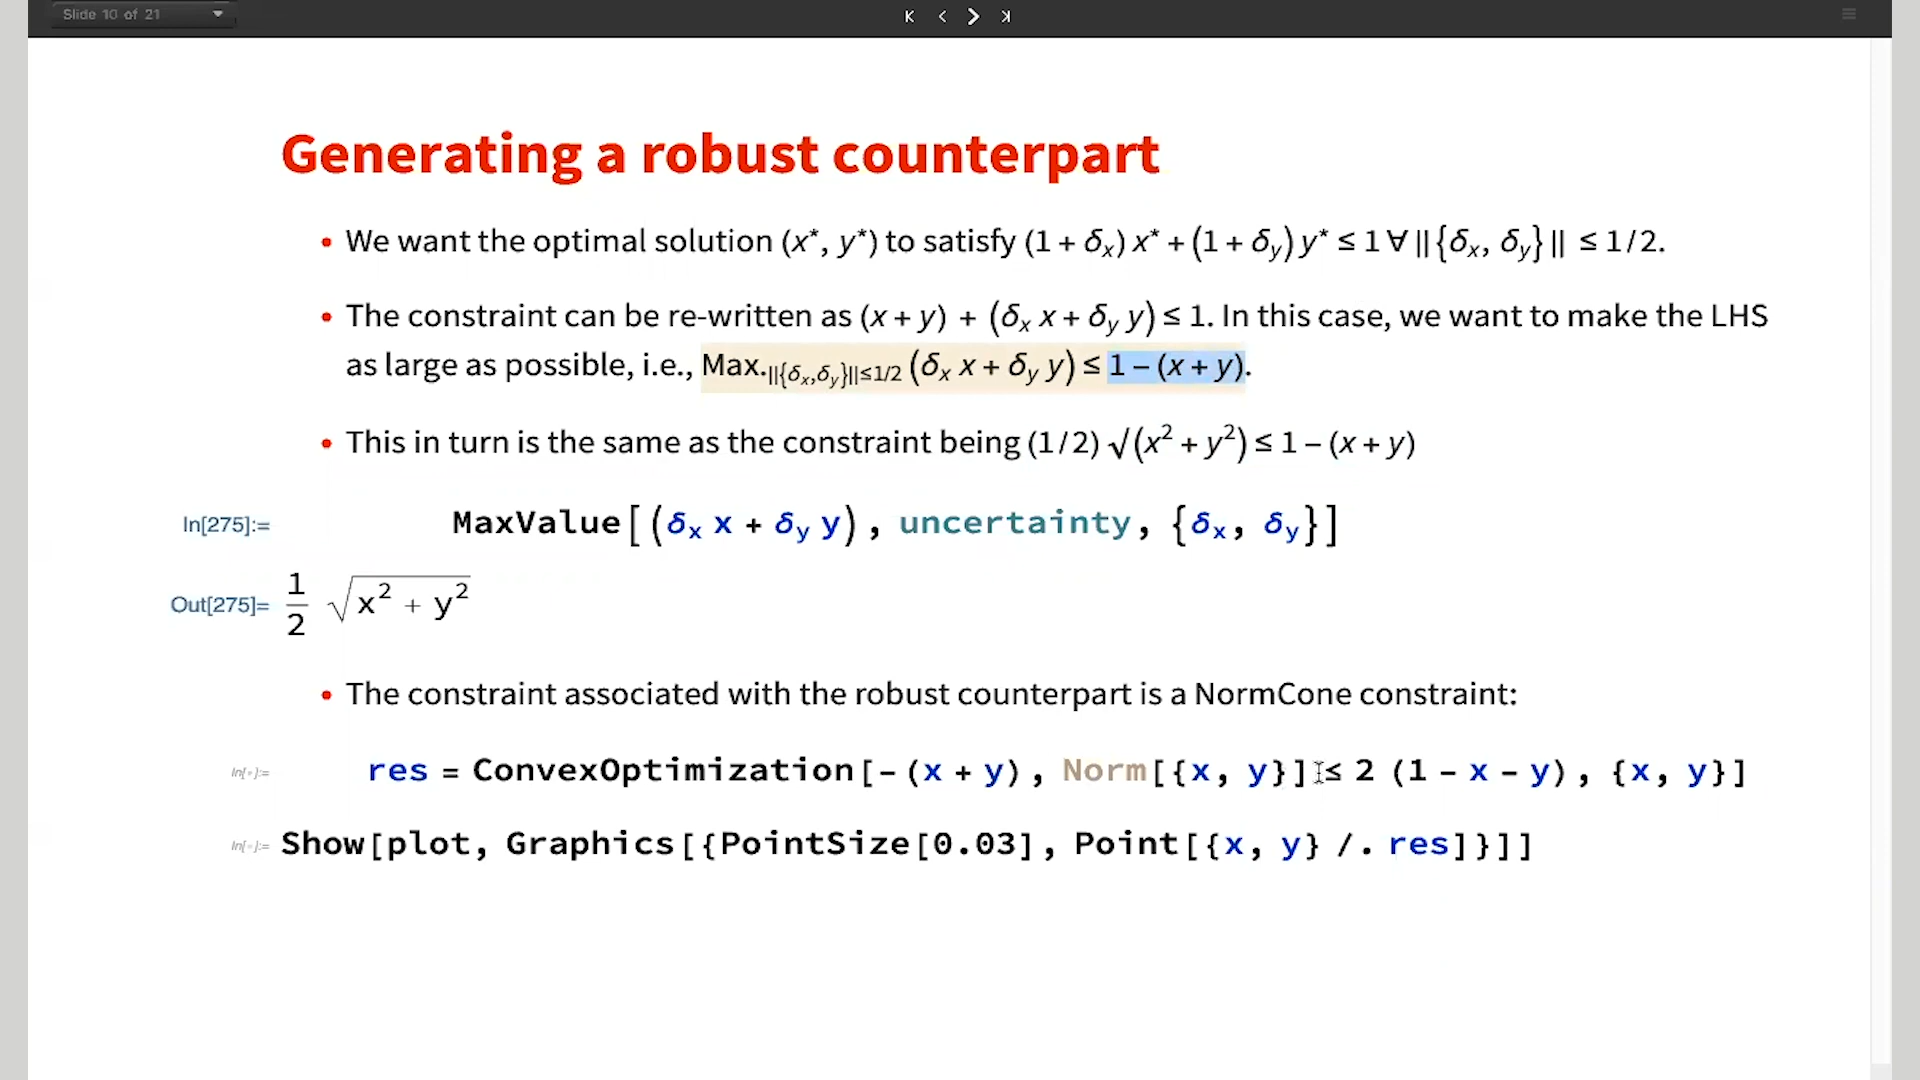 Slide 10 of 21
Generating a robust counterpart
• We want the optimal solution (x*, y*) to satisfy (1 + δx) x* + (1 + δy) y* ≤ 1 ∀ ||{δx, δy}|| ≤ 1/2.
• The constraint can be re-written as (x + y) + (δx x + δy y) ≤ 1. In this case, we want to make the LHS
as large as possible, i.e., Max.||{δx,δy}||≤1/2 (δx x + δy y) ≤ 1 – (x + y).
• This in turn is the same as the constraint being (1/2) √(x² + y²) ≤ 1 – (x + y)
In[275]:= MaxValue[(δx x + δy y), uncertainty, {δx, δy}]
Out[275]= 1/2 √(x² + y²)
• The constraint associated with the robust counterpart is a NormCone constraint:
In[◦]:= res = ConvexOptimization[-(x + y), Norm[{x, y}] ≤ 2 (1 - x - y), {x, y}]
In[◦]:= Show[plot, Graphics[{PointSize[0.03], Point[{x, y} /. res]}]]